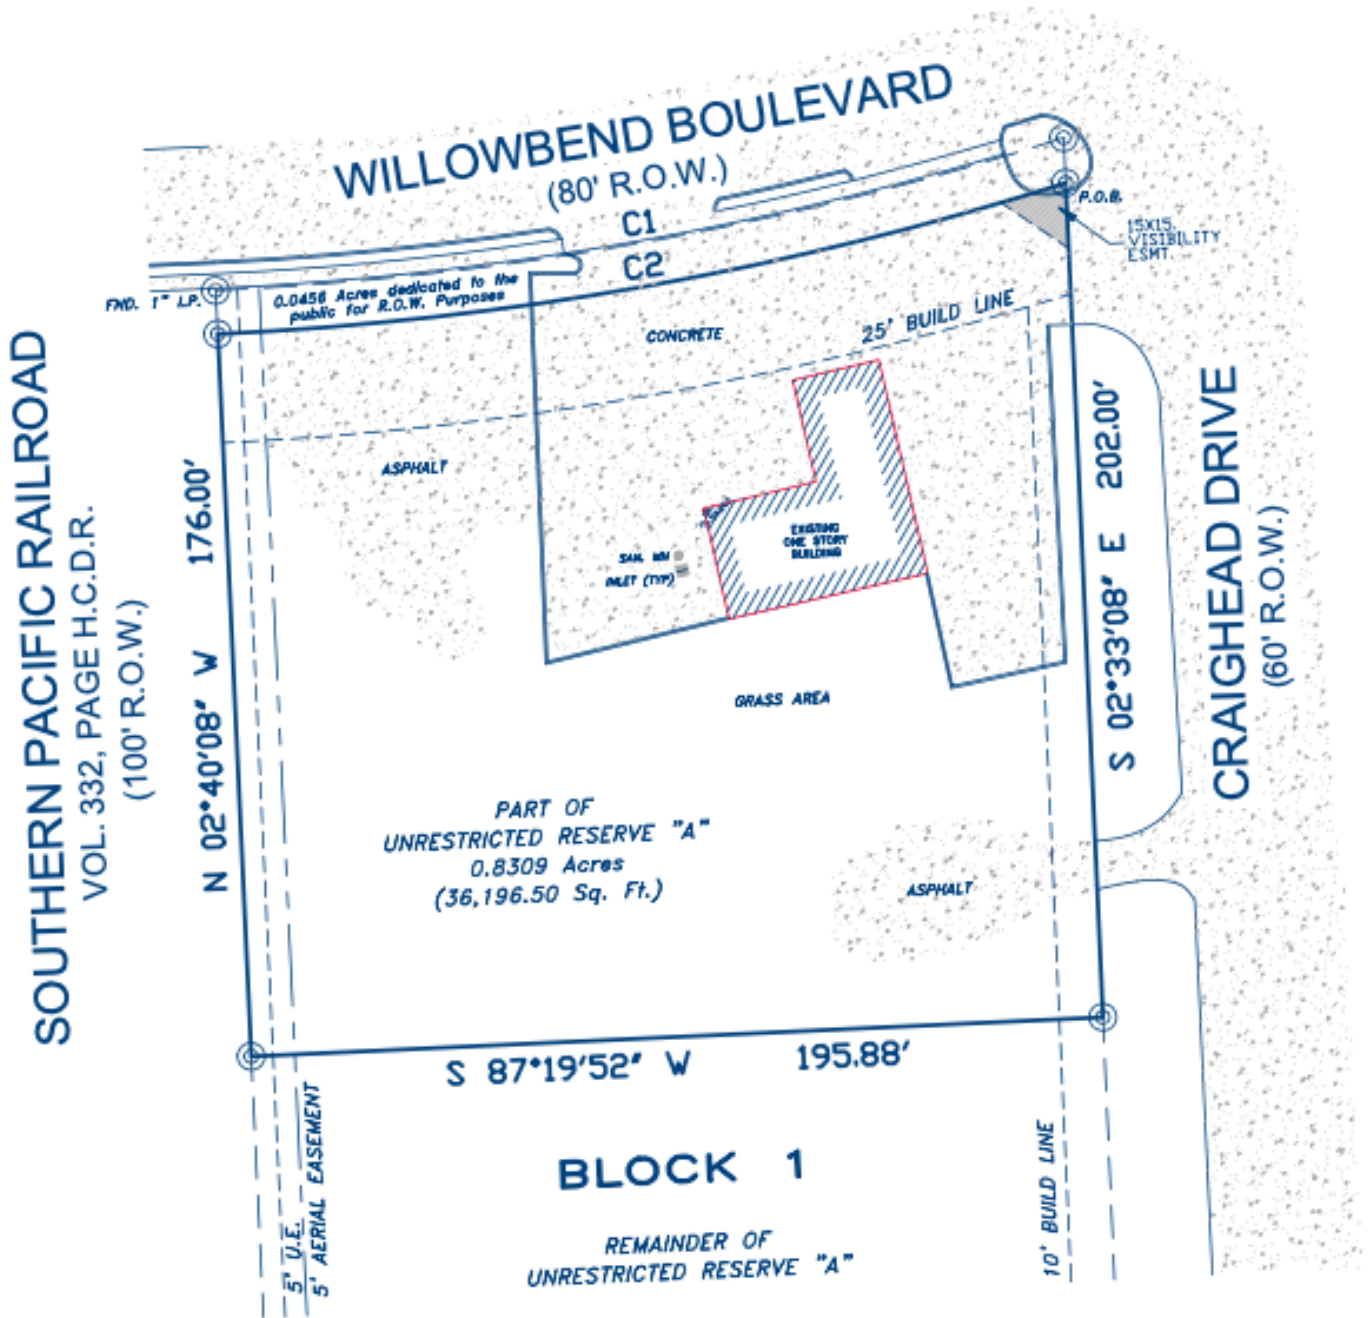 WILLOWBEND BOULEVARD
(80' R.O.W.)
C1
C2
P.O.B.
15X15
VISIBILITY
ESMT.
FND. 1" I.P.
0.0456 Acres dedicated to the
public for R.O.W. Purposes
CONCRETE
25' BUILD LINE
ASPHALT
SOUTHERN PACIFIC RAILROAD
VOL. 332, PAGE H.C.D.R.
(100' R.O.W.)
N 02°40'08" W 176.00'
EXISTING
ONE STORY
BUILDING
SAN. MH
INLET (TYP)
GRASS AREA
S 02°33'08" E 202.00'
CRAIGHEAD DRIVE
(60' R.O.W.)
PART OF
UNRESTRICTED RESERVE "A"
0.8309 Acres
(36,196.50 Sq. Ft.)
ASPHALT
S 87°19'52" W 195.88'
BLOCK 1
REMAINDER OF
UNRESTRICTED RESERVE "A"
5' U.E.
5' AERIAL EASEMENT
10' BUILD LINE